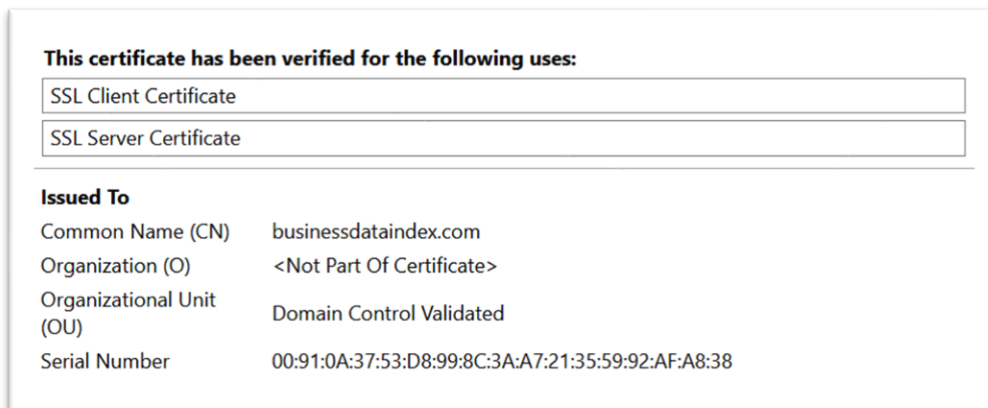 This certificate has been verified for the following uses:
SSL Client Certificate
SSL Server Certificate
Issued To
Common Name (CN) businessdataindex.com
Organization (O) <Not Part Of Certificate>
Organizational Unit
(OU) Domain Control Validated
Serial Number 00:91:0A:37:53:D8:99:8C:3A:A7:21:35:59:92:AF:A8:38